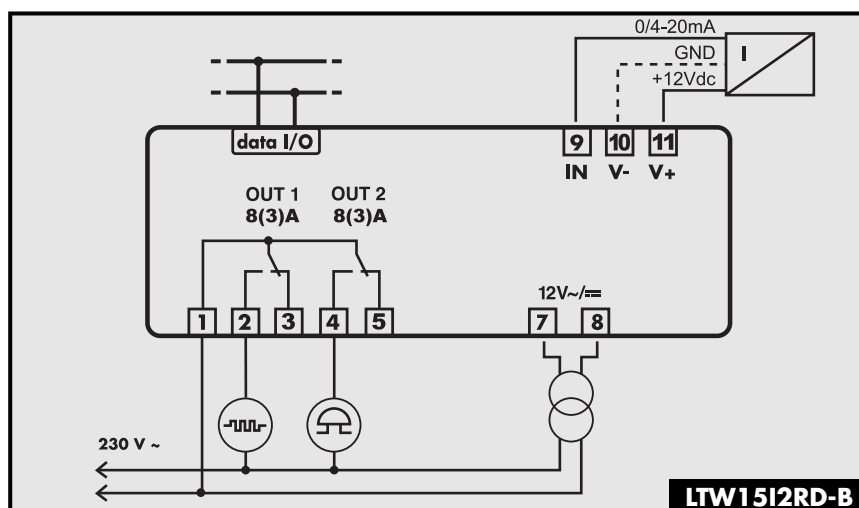 0/4-20mA
GND
I
+12Vdc
data I/O
9 10 11
IN V- V+
OUT 1 OUT 2
8(3)A 8(3)A
12V~/⎓
1 2 3 4 5 7 8
230 V ~
LTW15I2RD-B